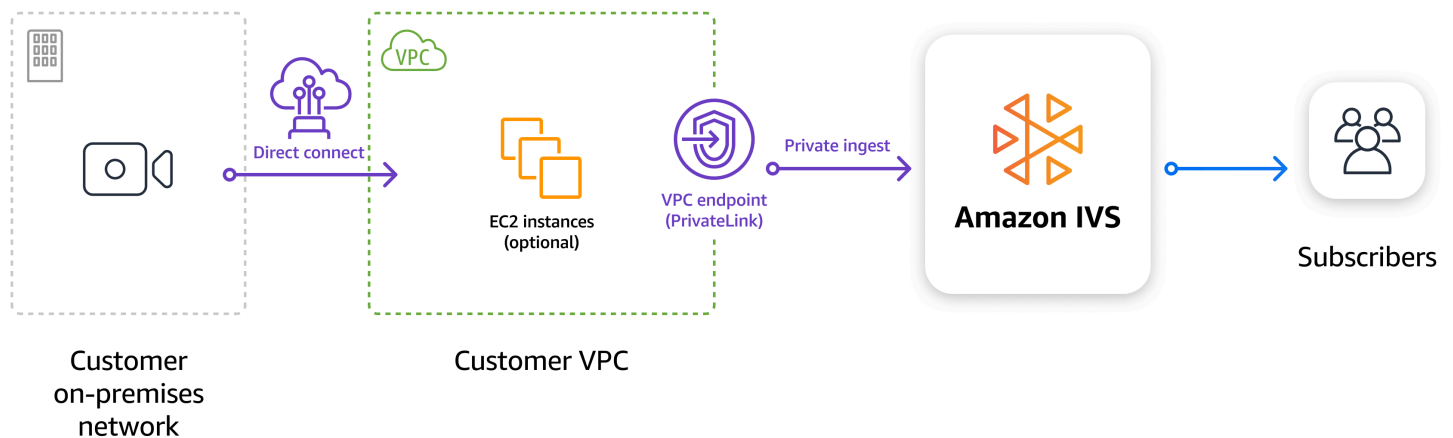 VPC
Direct connect
EC2 instances
(optional)
VPC endpoint
(PrivateLink)
Private ingest
Amazon IVS
Subscribers
Customer
on-premises
network
Customer VPC